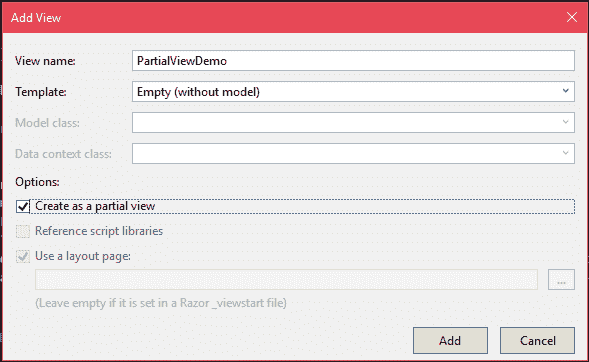 Add View
View name: PartialViewDemo
Template: Empty (without model)
Model class:
Data context class:
Options:
Create as a partial view
Reference script libraries
Use a layout page:
...
(Leave empty if it is set in a Razor _viewstart file)
Add Cancel